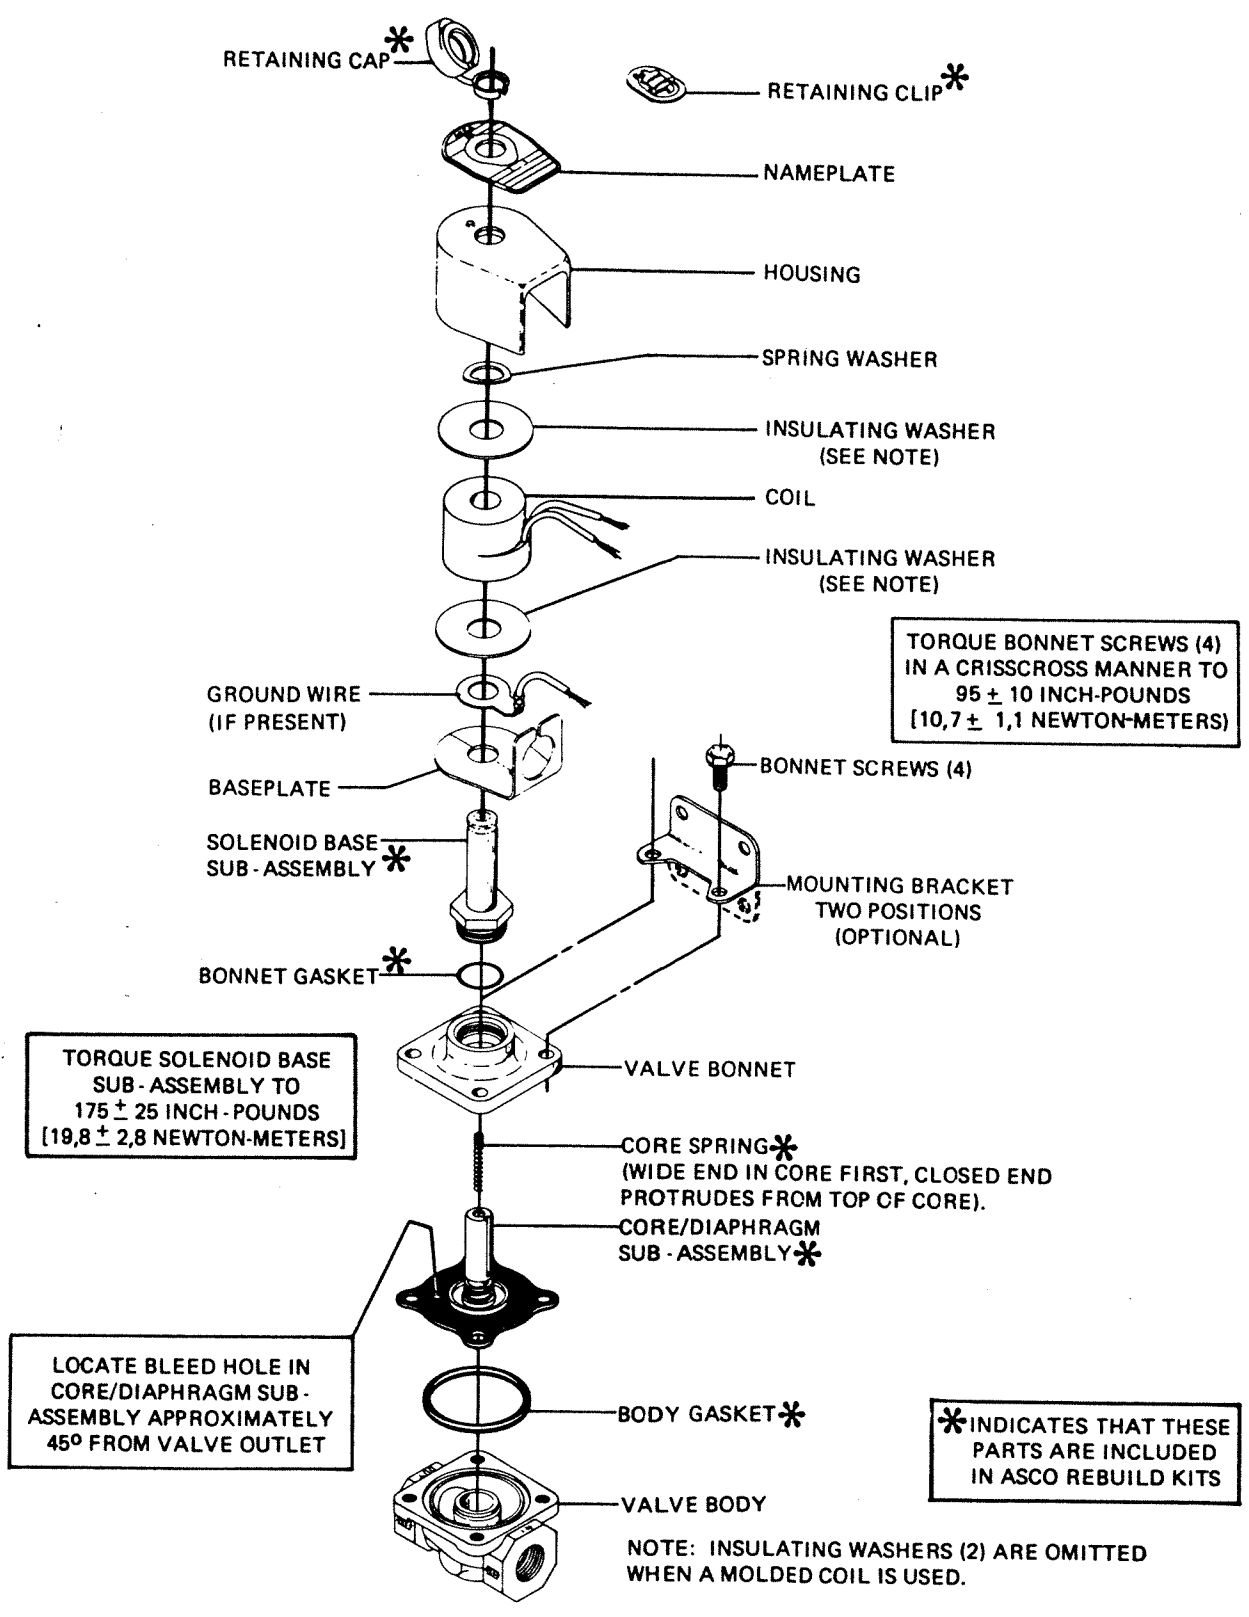 RETAINING CAP*
RETAINING CLIP*
NAMEPLATE
HOUSING
SPRING WASHER
INSULATING WASHER
(SEE NOTE)
COIL
INSULATING WASHER
(SEE NOTE)
TORQUE BONNET SCREWS (4)
IN A CRISSCROSS MANNER TO
95 ± 10 INCH-POUNDS
[10,7 ± 1,1 NEWTON-METERS)
GROUND WIRE
(IF PRESENT)
BONNET SCREWS (4)
BASEPLATE
SOLENOID BASE
SUB-ASSEMBLY*
MOUNTING BRACKET
TWO POSITIONS
(OPTIONAL)
BONNET GASKET*
TORQUE SOLENOID BASE
SUB-ASSEMBLY TO
175 ± 25 INCH-POUNDS
[19,8 ± 2,8 NEWTON-METERS]
VALVE BONNET
CORE SPRING*
(WIDE END IN CORE FIRST, CLOSED END
PROTRUDES FROM TOP OF CORE).
CORE/DIAPHRAGM
SUB-ASSEMBLY*
LOCATE BLEED HOLE IN
CORE/DIAPHRAGM SUB-
ASSEMBLY APPROXIMATELY
45º FROM VALVE OUTLET
BODY GASKET*
*INDICATES THAT THESE
PARTS ARE INCLUDED
IN ASCO REBUILD KITS
VALVE BODY
NOTE: INSULATING WASHERS (2) ARE OMITTED
WHEN A MOLDED COIL IS USED.